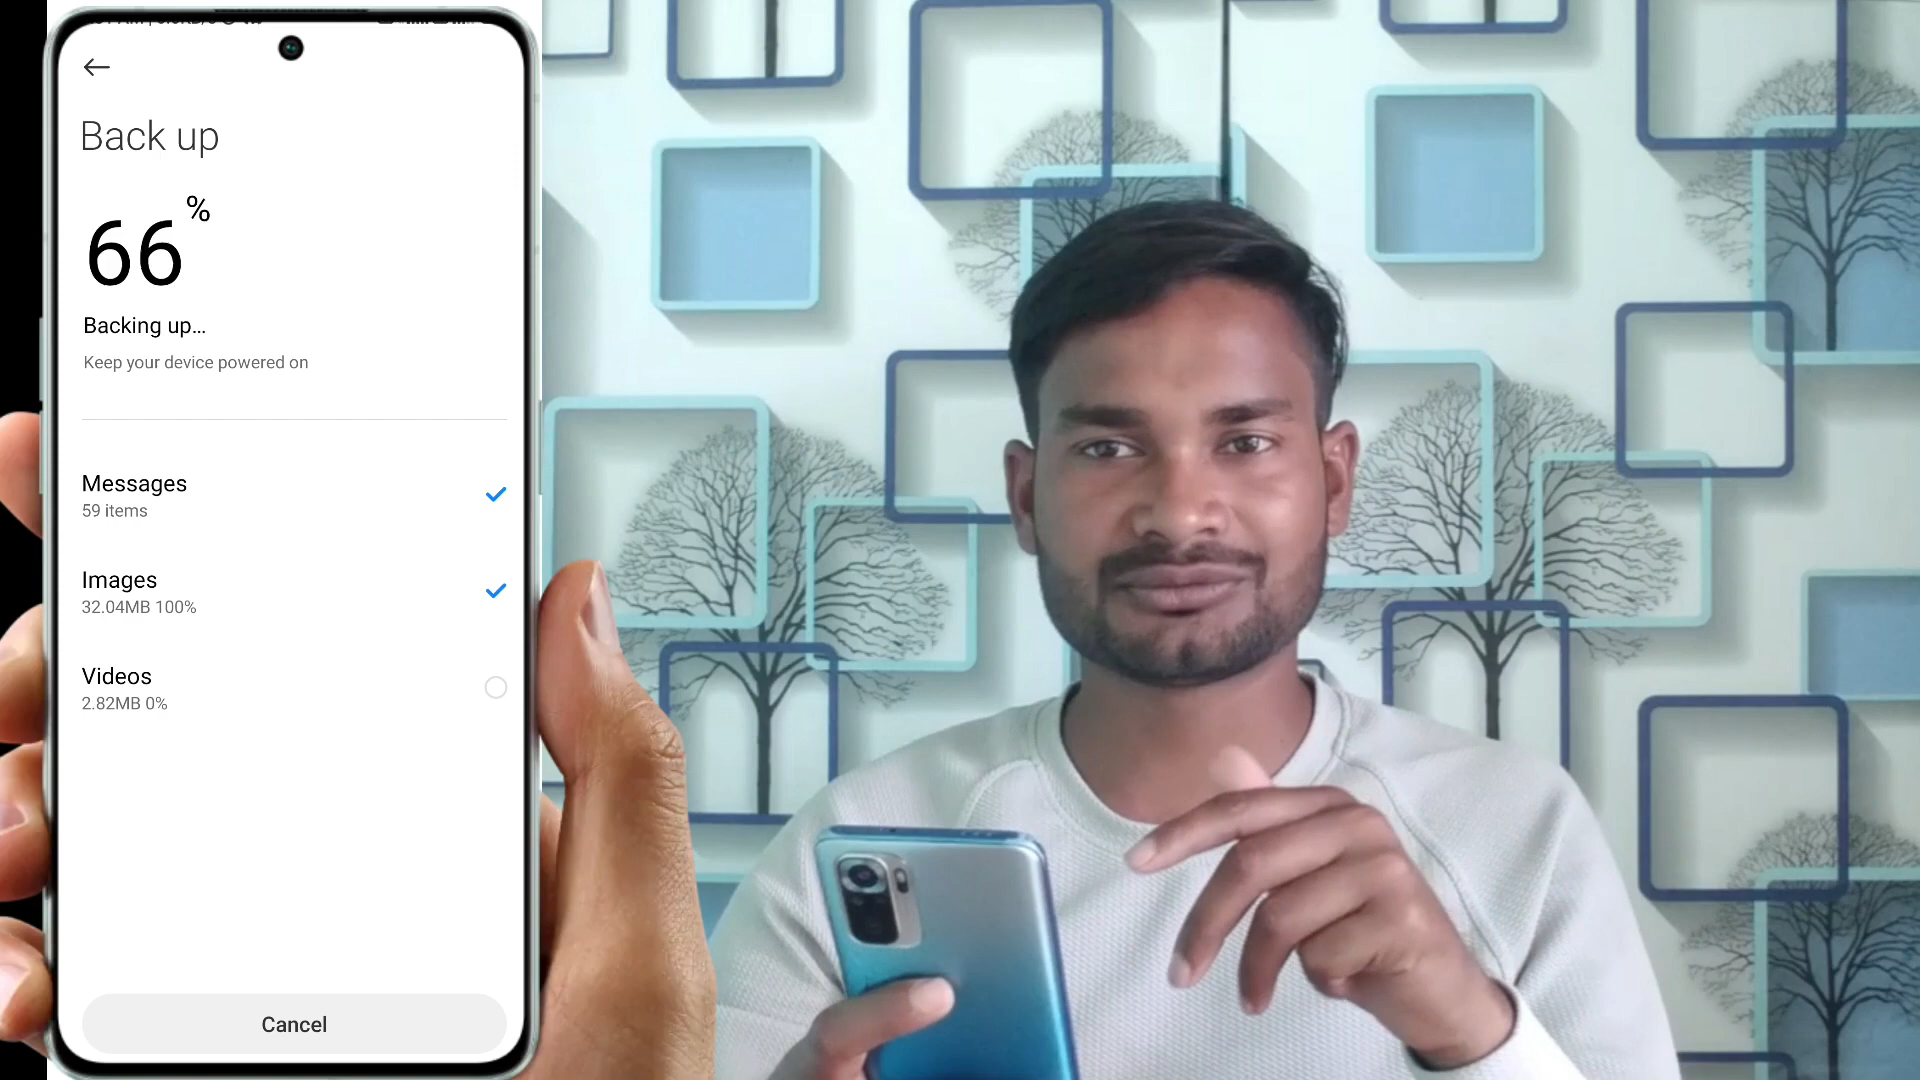 Back up
66%
Backing up...
Keep your device powered on
Messages
59 items
Images
32.04MB 100%
Videos
2.82MB 0%
Cancel